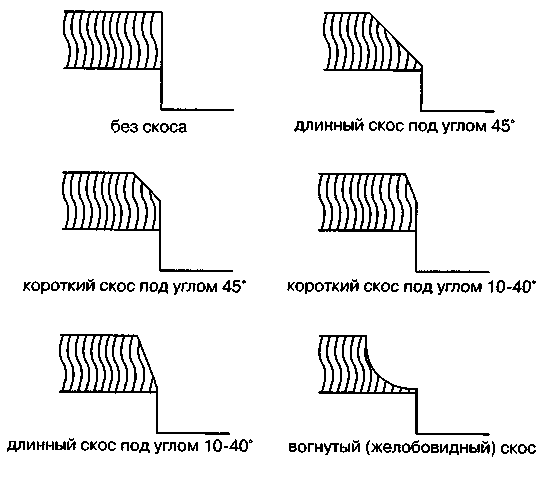 без скоса
длинный скос под углом 45°
короткий скос под углом 45°
короткий скос под углом 10-40°
длинный скос под углом 10-40°
вогнутый (желобовидный) скос